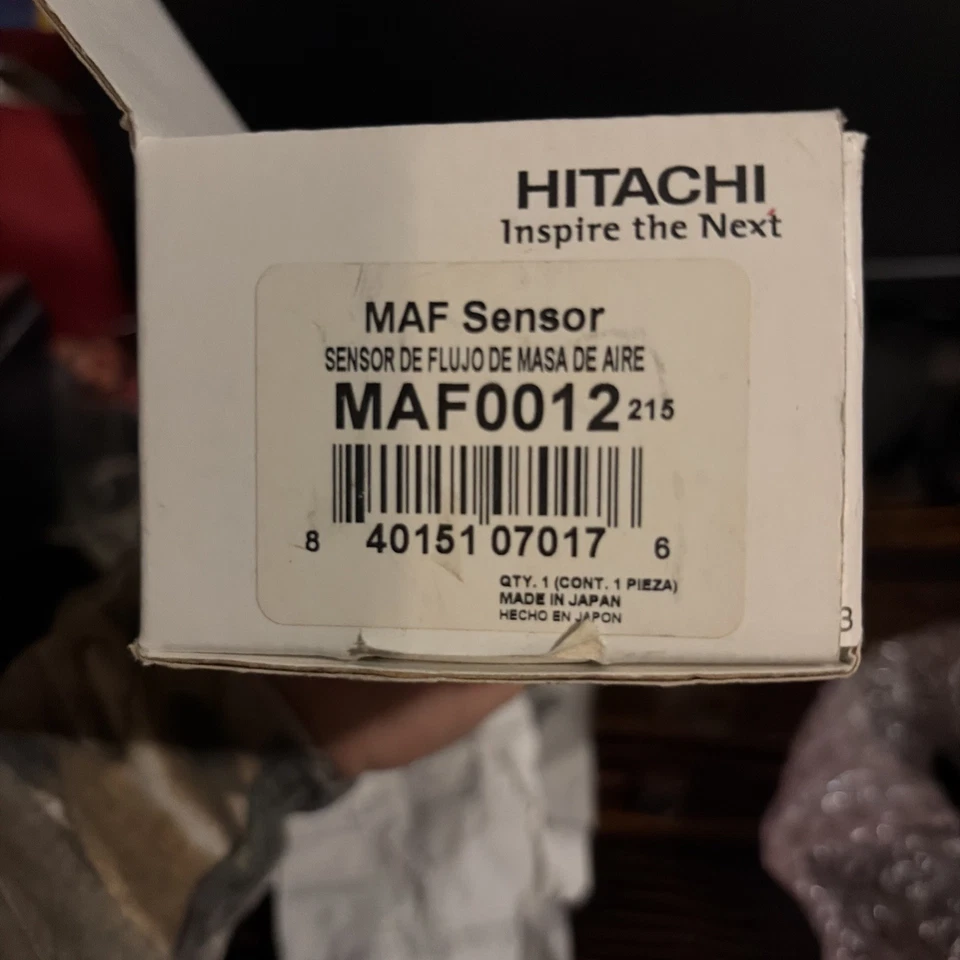 HITACHI
Inspire the Next
MAF Sensor
SENSOR DE FLUJO DE MASA DE AIRE
MAF0012 215
8 40151 07017 6
QTY. 1 (CONT. 1 PIEZA)
MADE IN JAPAN
HECHO EN JAPON
3